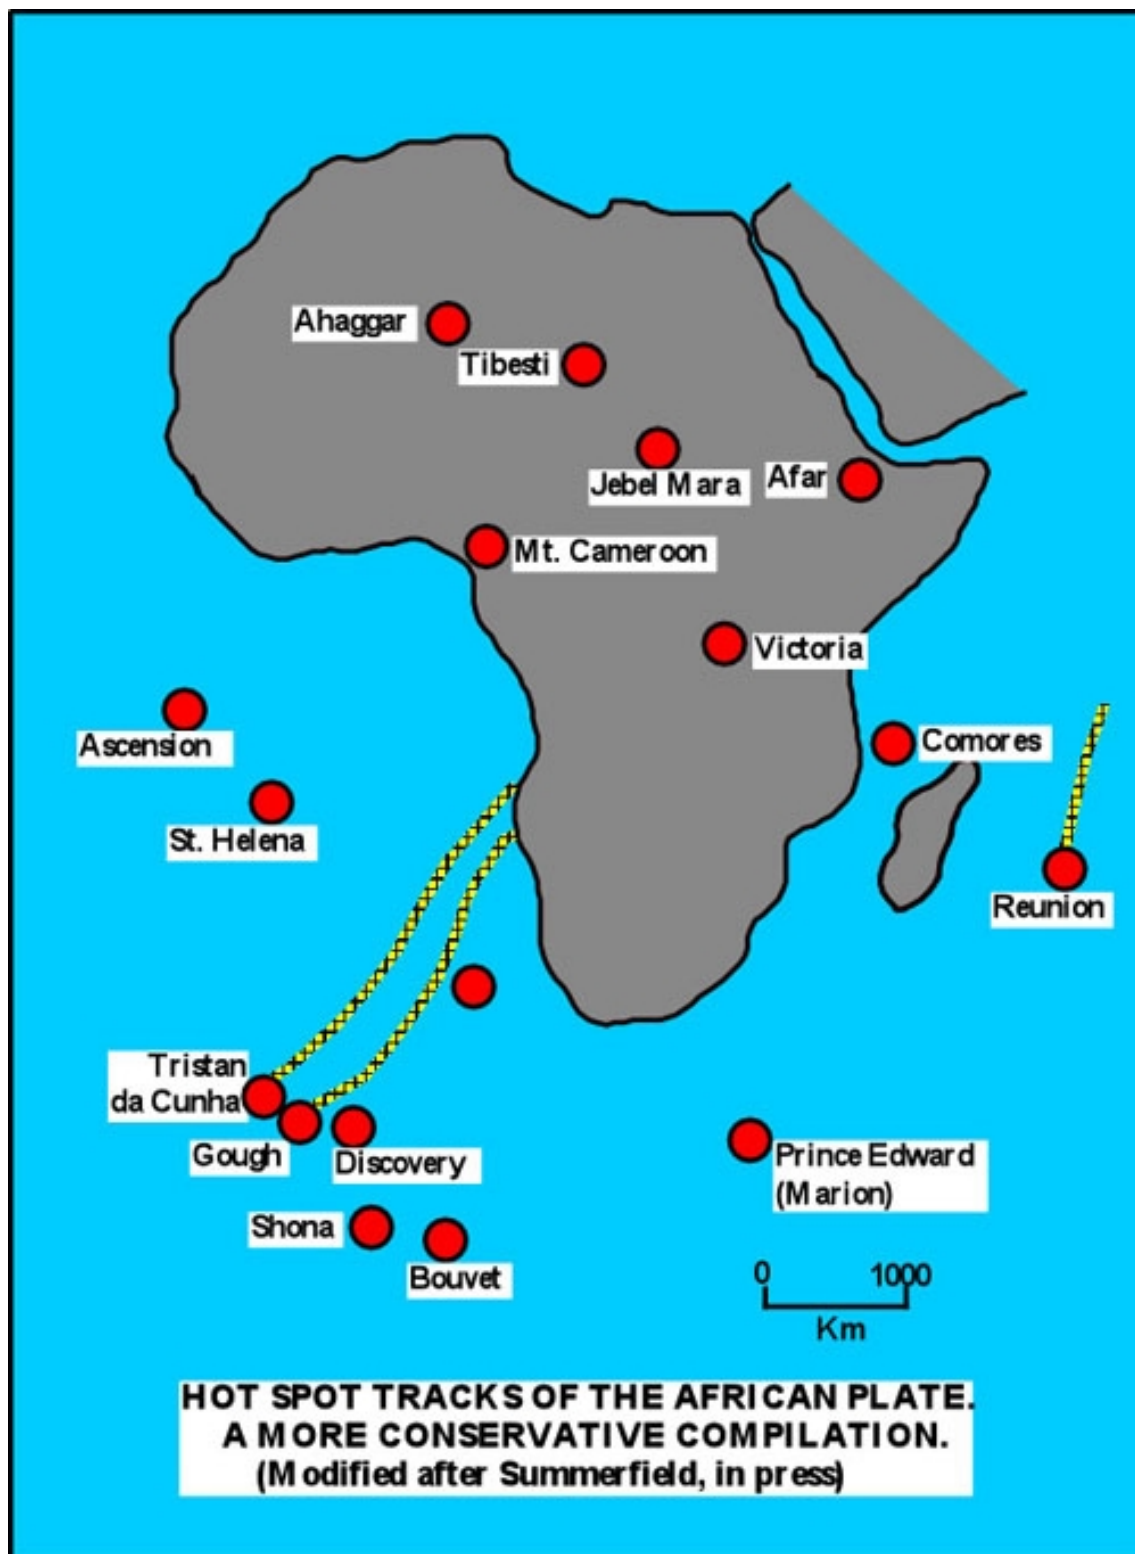 Ahaggar
Tibesti
Jebel Mara
Afar
Mt. Cameroon
Victoria
Ascension
Comores
St. Helena
Reunion
Tristan
da Cunha
Gough
Discovery
Prince Edward
(Marion)
Shona
Bouvet
0 1000
Km
HOT SPOT TRACKS OF THE AFRICAN PLATE.
A MORE CONSERVATIVE COMPILATION.
(Modified after Summerfield, in press)